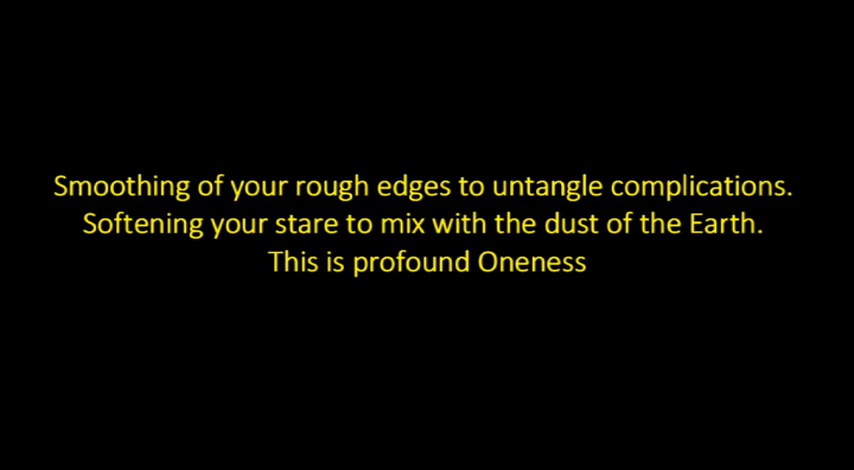 Smoothing of your rough edges to untangle complications.
Softening your stare to mix with the dust of the Earth.
This is profound Oneness